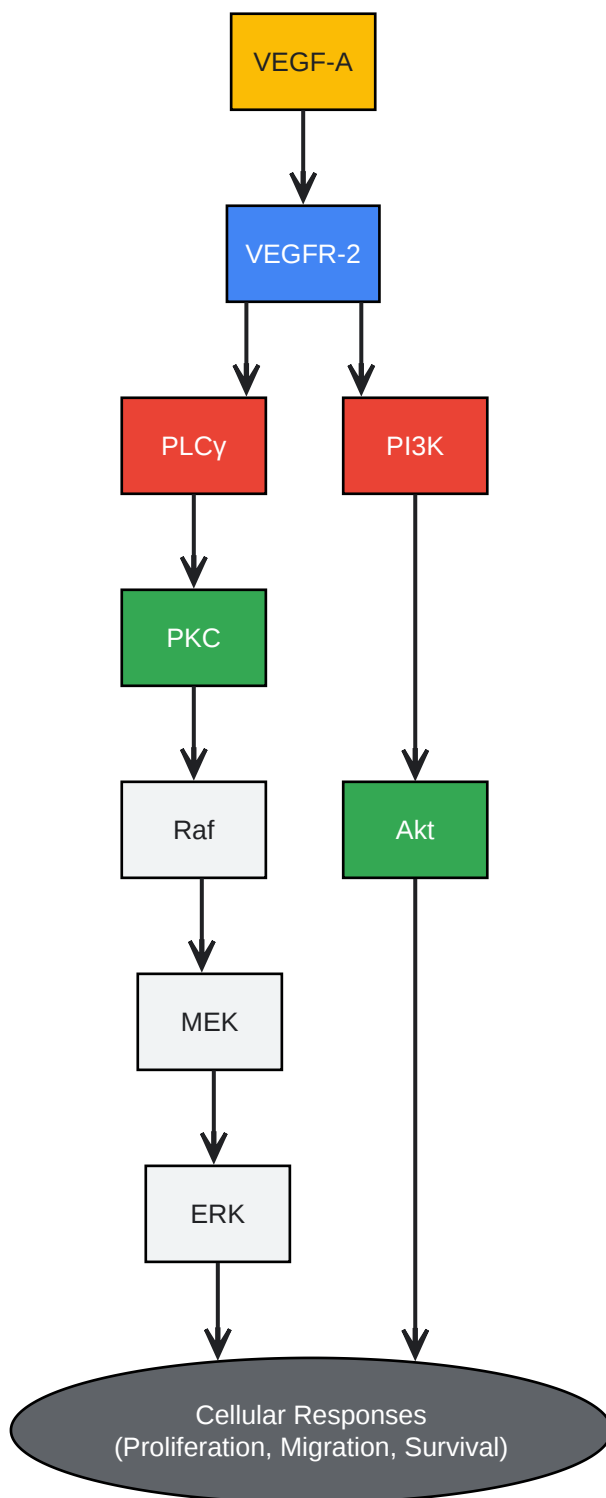 VEGF-A
VEGFR-2
PLCγ
PI3K
PKC
Raf
Akt
MEK
ERK
Cellular Responses
(Proliferation, Migration, Survival)